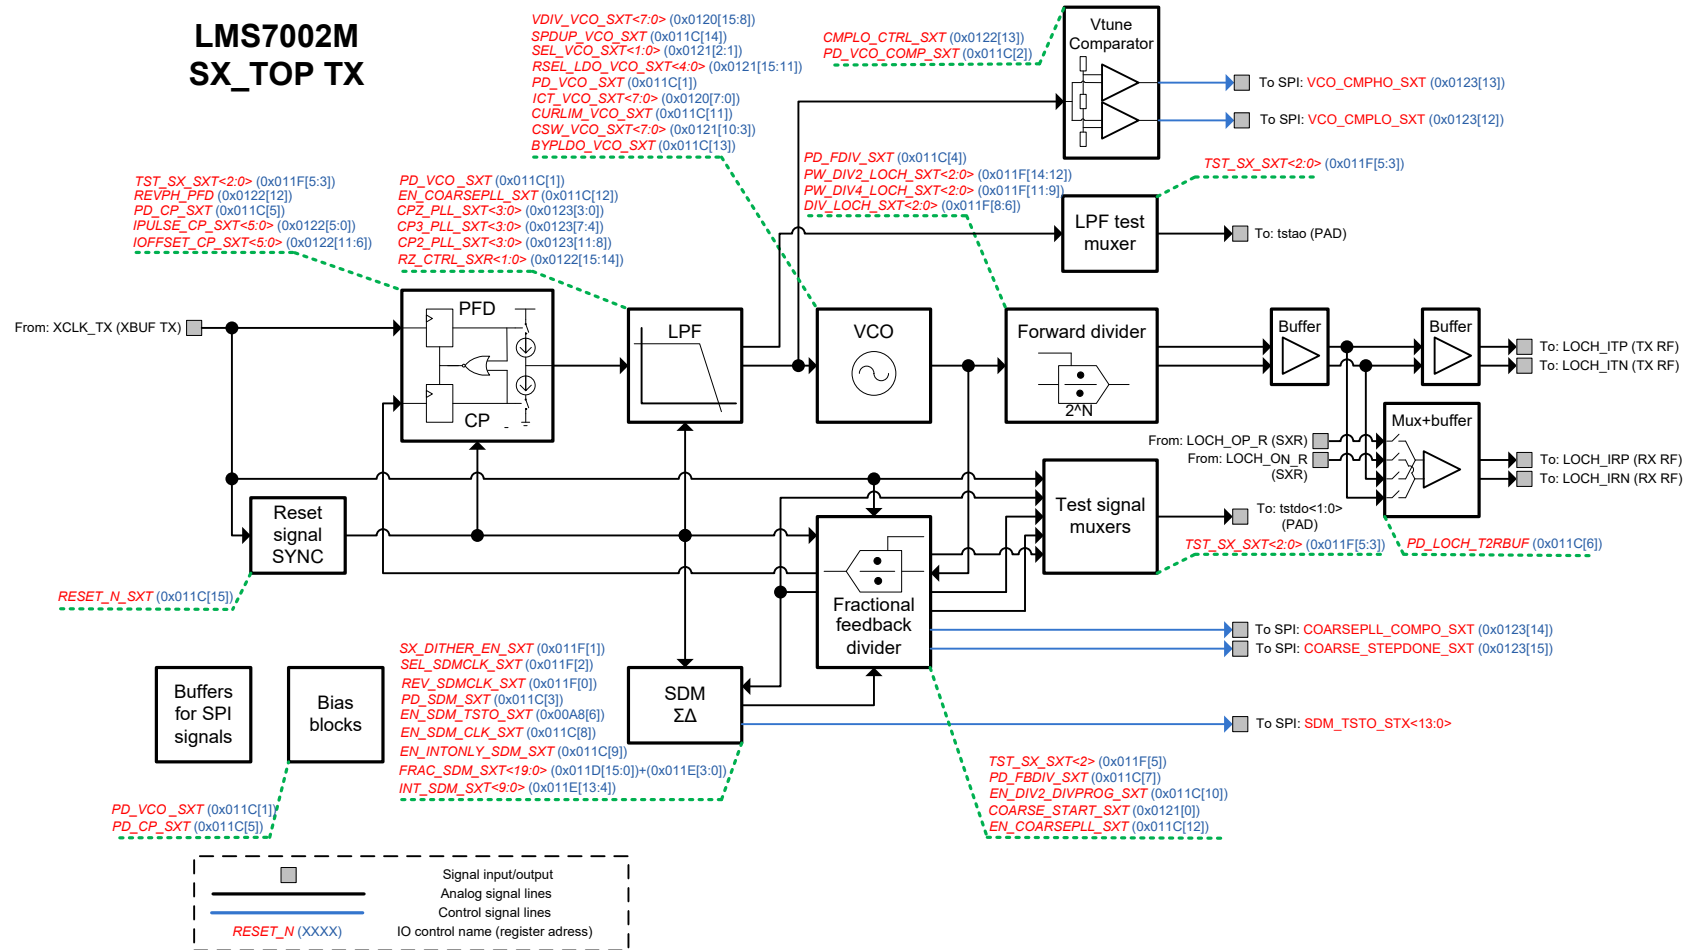 LMS7002M
SX_TOP TX
VDIV_VCO_SXT<7:0> (0x0120[15:8])
SPDUP_VCO_SXT (0x011C[14])
SEL_VCO_SXT<1:0> (0x0121[2:1])
RSEL_LDO_VCO_SXT<4:0> (0x0121[15:11])
PD_VCO_SXT (0x011C[1])
ICT_VCO_SXT<7:0> (0x0120[7:0])
CURLIM_VCO_SXT (0x011C[11])
CSW_VCO_SXT<7:0> (0x0121[10:3])
BYPLDO_VCO_SXT (0x011C[13])
CMPLO_CTRL_SXT (0x0122[13])
PD_VCO_COMP_SXT (0x011C[2])
Vtune
Comparator
To SPI: VCO_CMPHO_SXT (0x0123[13])
To SPI: VCO_CMPLO_SXT (0x0123[12])
TST_SX_SXT<2:0> (0x011F[5:3])
REVPH_PFD (0x0122[12])
PD_CP_SXT (0x011C[5])
IPULSE_CP_SXT<5:0> (0x0122[5:0])
IOFFSET_CP_SXT<5:0> (0x0122[11:6])
PD_VCO _SXT (0x011C[1])
EN_COARSEPLL_SXT (0x011C[12])
CPZ_PLL_SXT<3:0> (0x0123[3:0])
CP3_PLL_SXT<3:0> (0x0123[7:4])
CP2_PLL_SXT<3:0> (0x0123[11:8])
RZ_CTRL_SXR<1:0> (0x0122[15:14])
PD_FDIV_SXT (0x011C[4])
PW_DIV2_LOCH_SXT<2:0> (0x011F[14:12])
PW_DIV4_LOCH_SXT<2:0> (0x011F[11:9])
DIV_LOCH_SXT<2:0> (0x011F[8:6])
TST_SX_SXT<2:0> (0x011F[5:3])
LPF test
muxer
To: tstao (PAD)
From: XCLK_TX (XBUF TX)
PFD
CP
LPF
VCO
Forward divider
2^N
Buffer
Buffer
To: LOCH_ITP (TX RF)
To: LOCH_ITN (TX RF)
Mux+buffer
From: LOCH_OP_R (SXR)
From: LOCH_ON_R
(SXR)
To: LOCH_IRP (RX RF)
To: LOCH_IRN (RX RF)
Reset
signal
SYNC
Test signal
muxers
To: tstdo<1:0>
(PAD)
TST_SX_SXT<2:0> (0x011F[5:3])
PD_LOCH_T2RBUF (0x011C[6])
RESET_N_SXT (0x011C[15])
Fractional
feedback
divider
To SPI: COARSEPLL_COMPO_SXT (0x0123[14])
To SPI: COARSE_STEPDONE_SXT (0x0123[15])
Buffers
for SPI
signals
Bias
blocks
SX_DITHER_EN_SXT (0x011F[1])
SEL_SDMCLK_SXT (0x011F[2])
REV_SDMCLK_SXT (0x011F[0])
PD_SDM_SXT (0x011C[3])
EN_SDM_TSTO_SXT (0x00A8[6])
EN_SDM_CLK_SXT (0x011C[8])
EN_INTONLY_SDM_SXT (0x011C[9])
FRAC_SDM_SXT<19:0> (0x011D[15:0])+(0x011E[3:0])
INT_SDM_SXT<9:0> (0x011E[13:4])
SDM
ΣΔ
To SPI: SDM_TSTO_STX<13:0>
TST_SX_SXT<2> (0x011F[5])
PD_FBDIV_SXT (0x011C[7])
EN_DIV2_DIVPROG_SXT (0x011C[10])
COARSE_START_SXT (0x0121[0])
EN_COARSEPLL_SXT (0x011C[12])
PD_VCO _SXT (0x011C[1])
PD_CP_SXT (0x011C[5])
Signal input/output
Analog signal lines
Control signal lines
RESET_N (XXXX) IO control name (register adress)